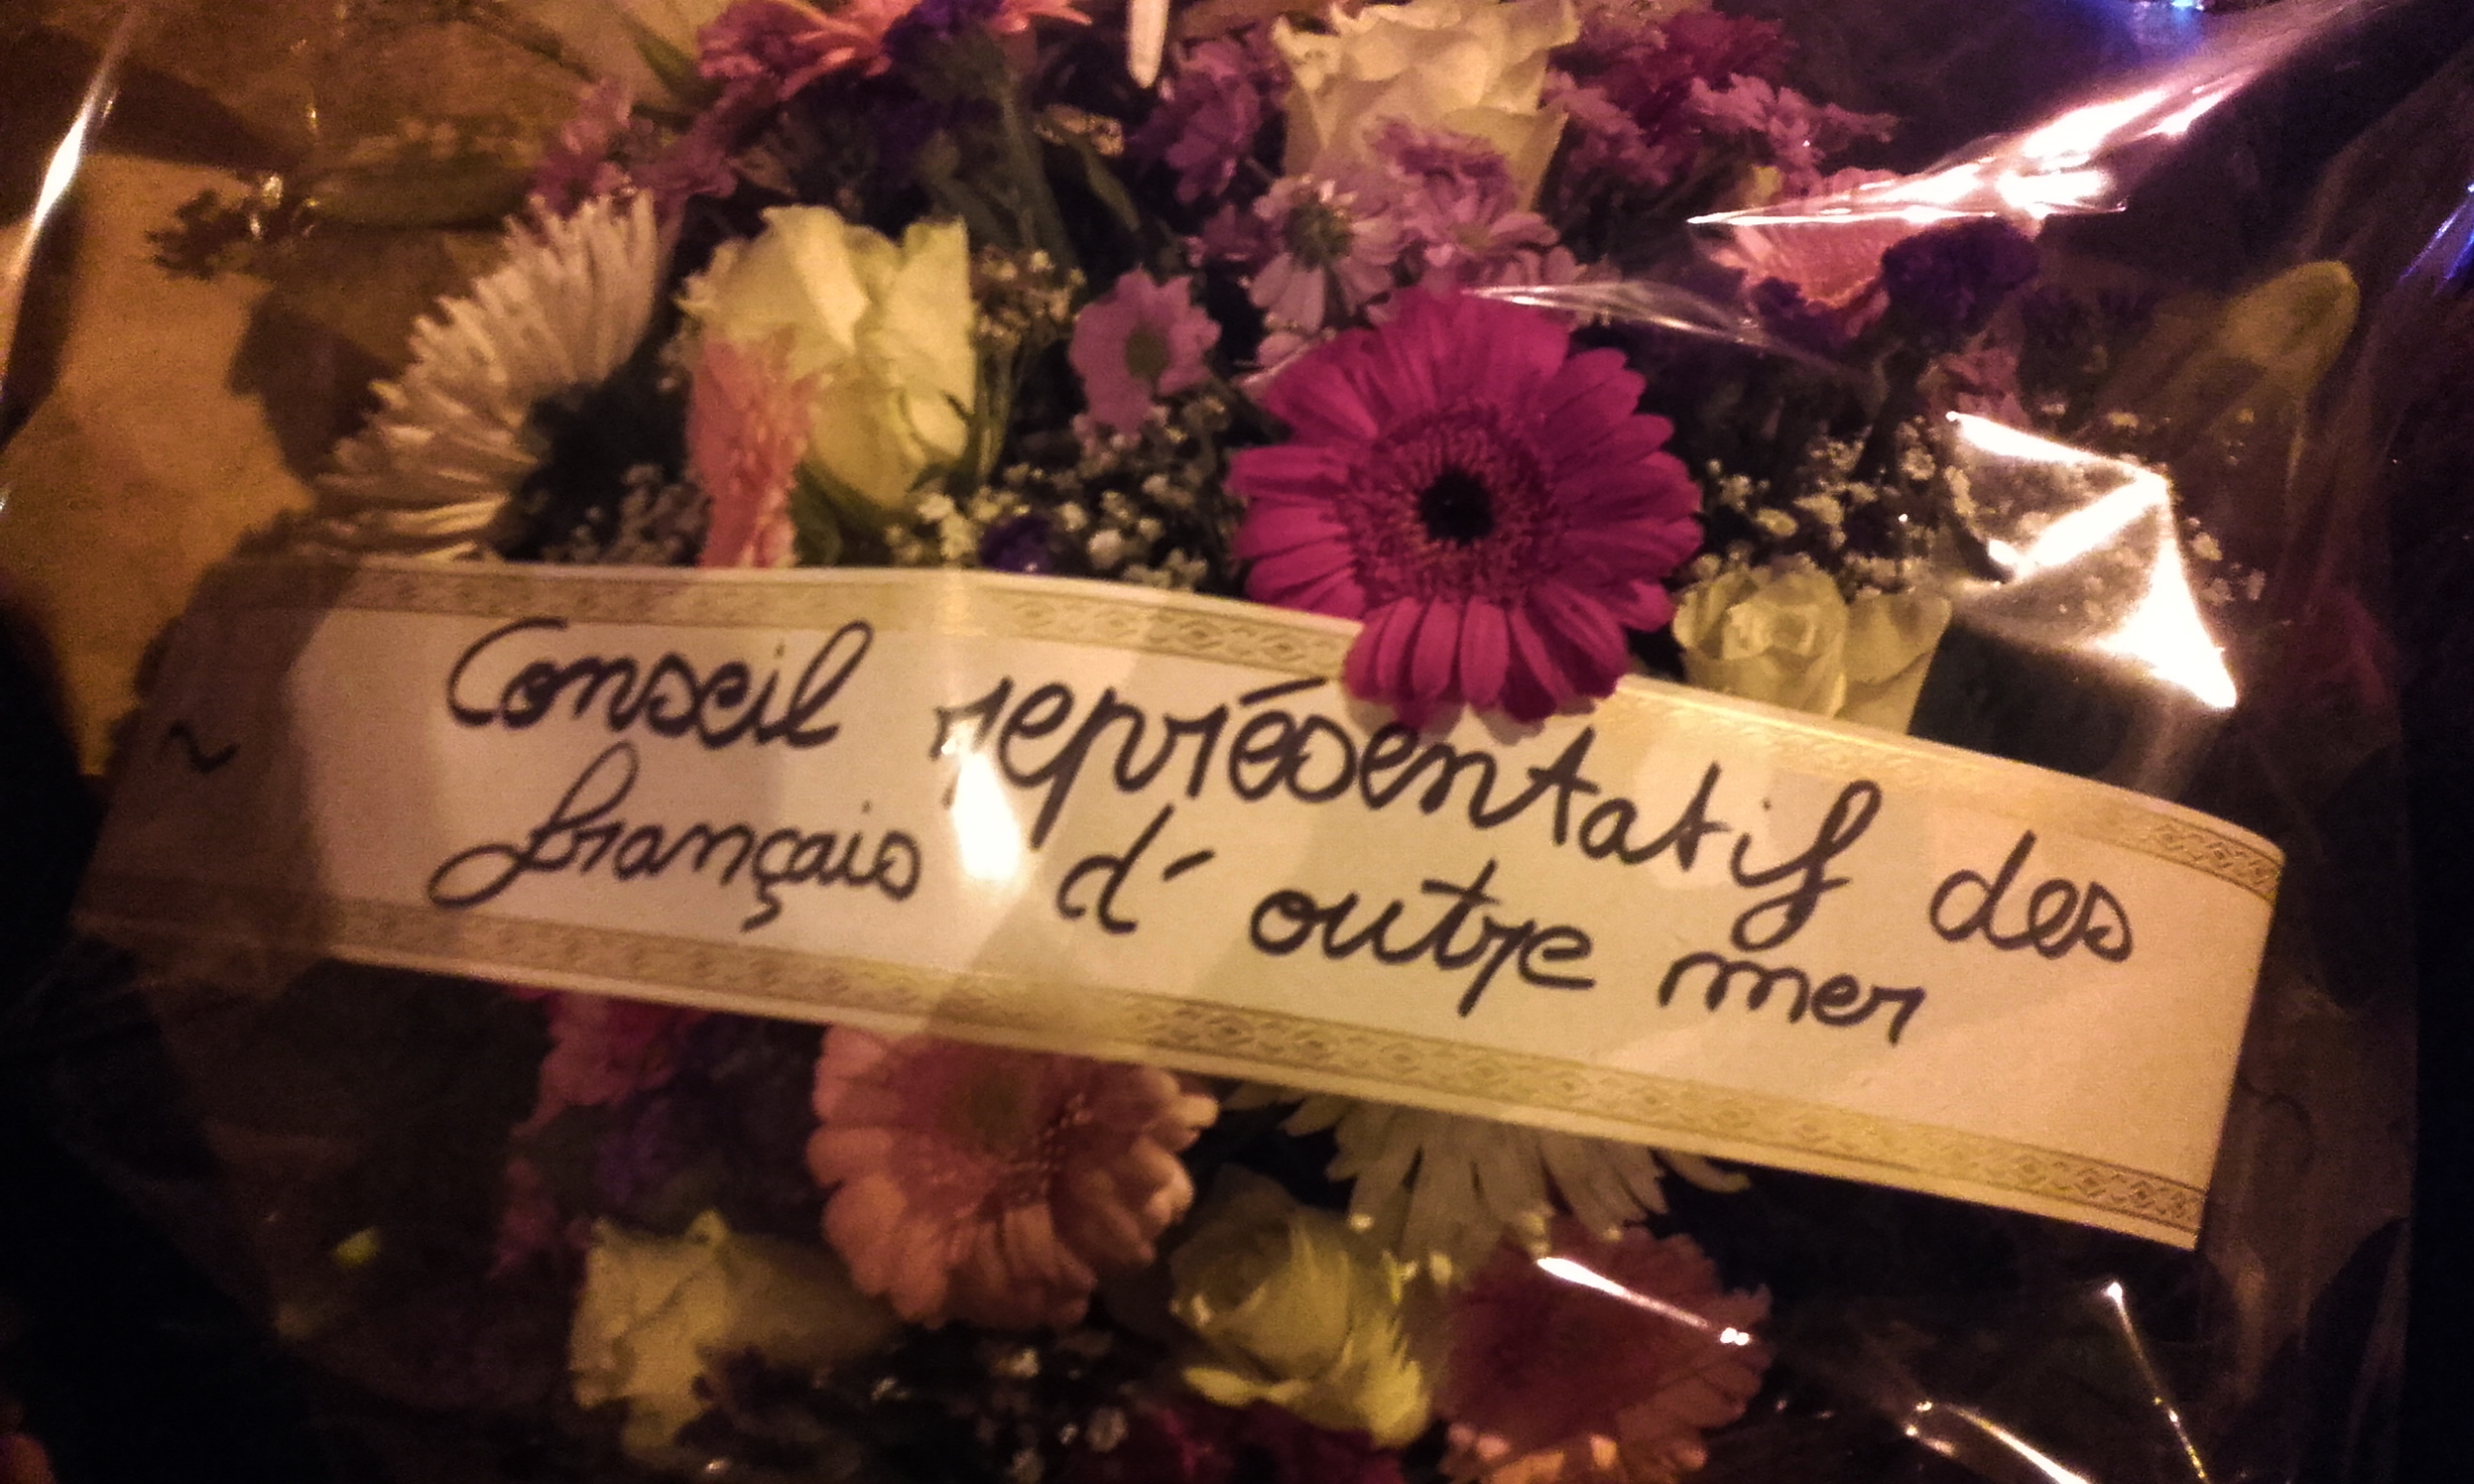 Conseil représentatif des
français d'outre mer